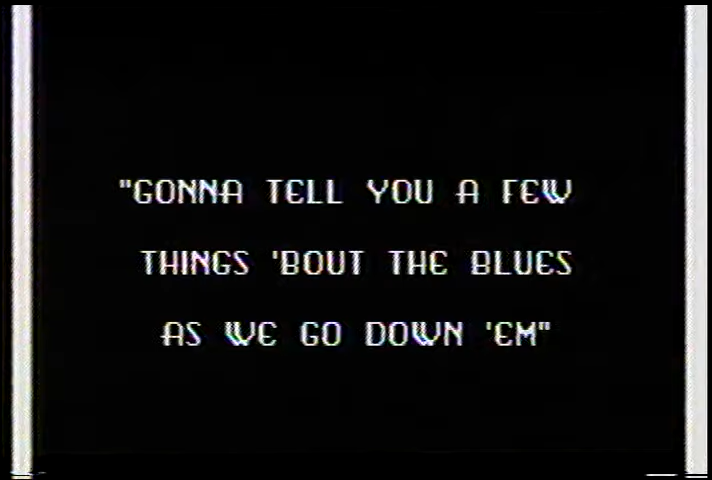 "GONNA TELL YOU A FEW
THINGS 'BOUT THE BLUES
AS WE GO DOWN 'EM"